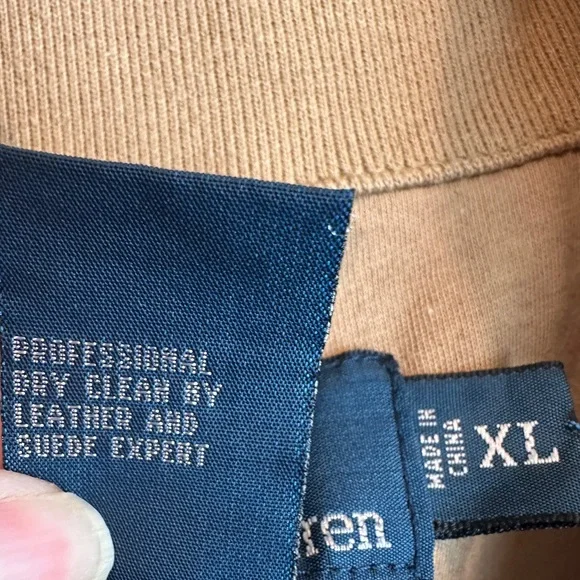 PROFESSIONAL
DRY CLEAN BY
LEATHER AND
SUEDE EXPERT
ren
MADE IN
CHINA
XL